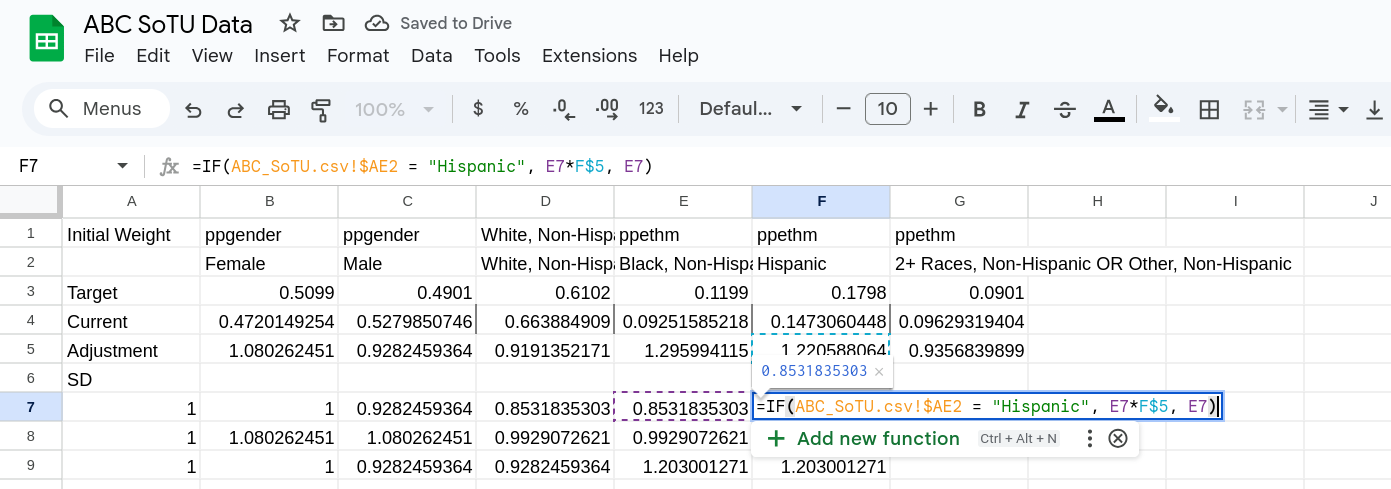 ABC SoTU Data Saved to Drive
File Edit View Insert Format Data Tools Extensions Help
Menus 100% $ % .0 .00 123 Defaul... − 10 + B I S A
F7 fx =IF(ABC_SoTU.csv!$AE2 = "Hispanic", E7*F$5, E7)
A B C D E F G H I J
1 Initial Weight ppgender ppgender White, Non-Hispa ppethm ppethm ppethm
2 Female Male White, Non-Hispa Black, Non-Hispa Hispanic 2+ Races, Non-Hispanic OR Other, Non-Hispanic
3 Target 0.5099 0.4901 0.6102 0.1199 0.1798 0.0901
4 Current 0.4720149254 0.5279850746 0.663884909 0.09251585218 0.1473060448 0.09629319404
5 Adjustment 1.080262451 0.9282459364 0.9191352171 1.295994115 1.220588064 0.9356839899
0.8531835303 ×
6 SD
7 1 1 0.9282459364 0.8531835303 0.8531835303 =IF(ABC_SoTU.csv!$AE2 = "Hispanic", E7*F$5, E7)
8 1 1.080262451 1.080262451 0.9929072621 0.9929072621 + Add new function Ctrl + Alt + N
9 1 1 0.9282459364 0.9282459364 1.203001271 1.203001271